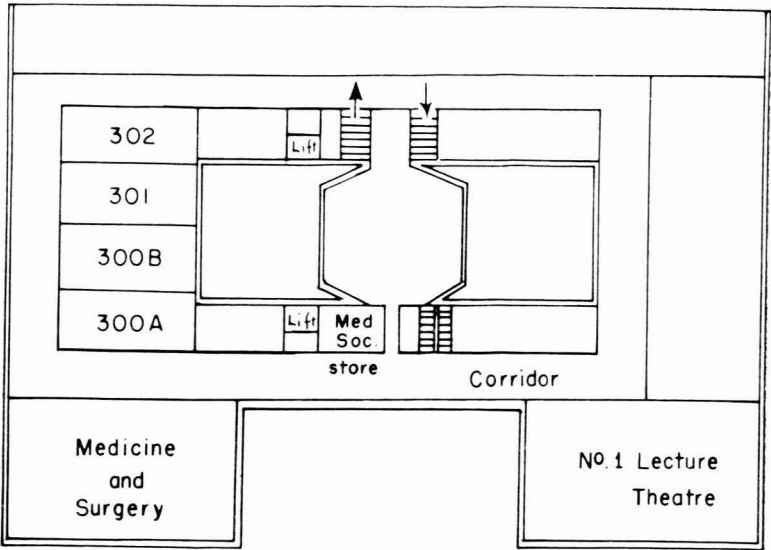 302
Lift
301
300B
300A
Lift
Med
Soc.
store
Corridor
Medicine
and
Surgery
Nº. 1 Lecture
Theatre